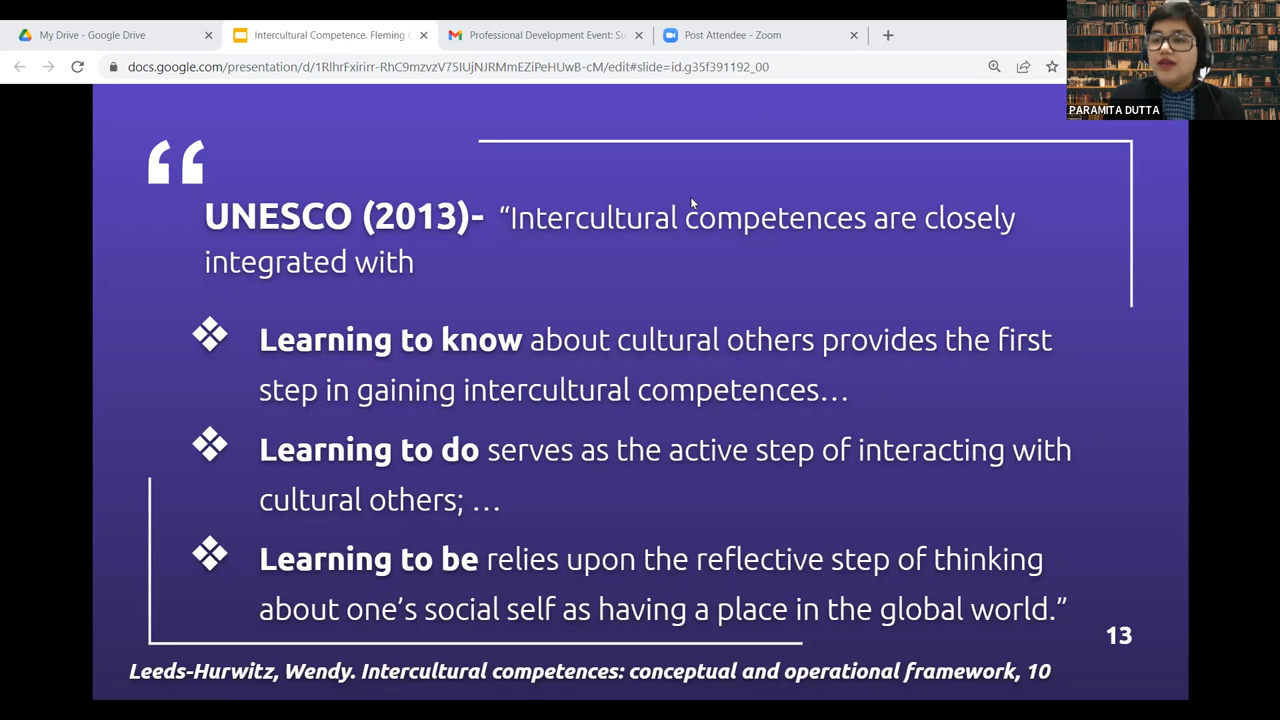 My Drive - Google Drive
Intercultural Competence. Fleming
Professional Development Event: Su
Post Attendee - Zoom
docs.google.com/presentation/d/1RlhrFxirirr-RhC9mzvzV75IUjNJRMmEZiPeHUwB-cM/edit#slide=id.g35f391192_00
PARAMITA DUTTA
“
UNESCO (2013)- “Intercultural competences are closely
integrated with
❖ Learning to know about cultural others provides the first
step in gaining intercultural competences…
❖ Learning to do serves as the active step of interacting with
cultural others; …
❖ Learning to be relies upon the reflective step of thinking
about one’s social self as having a place in the global world.”
13
Leeds-Hurwitz, Wendy. Intercultural competences: conceptual and operational framework, 10